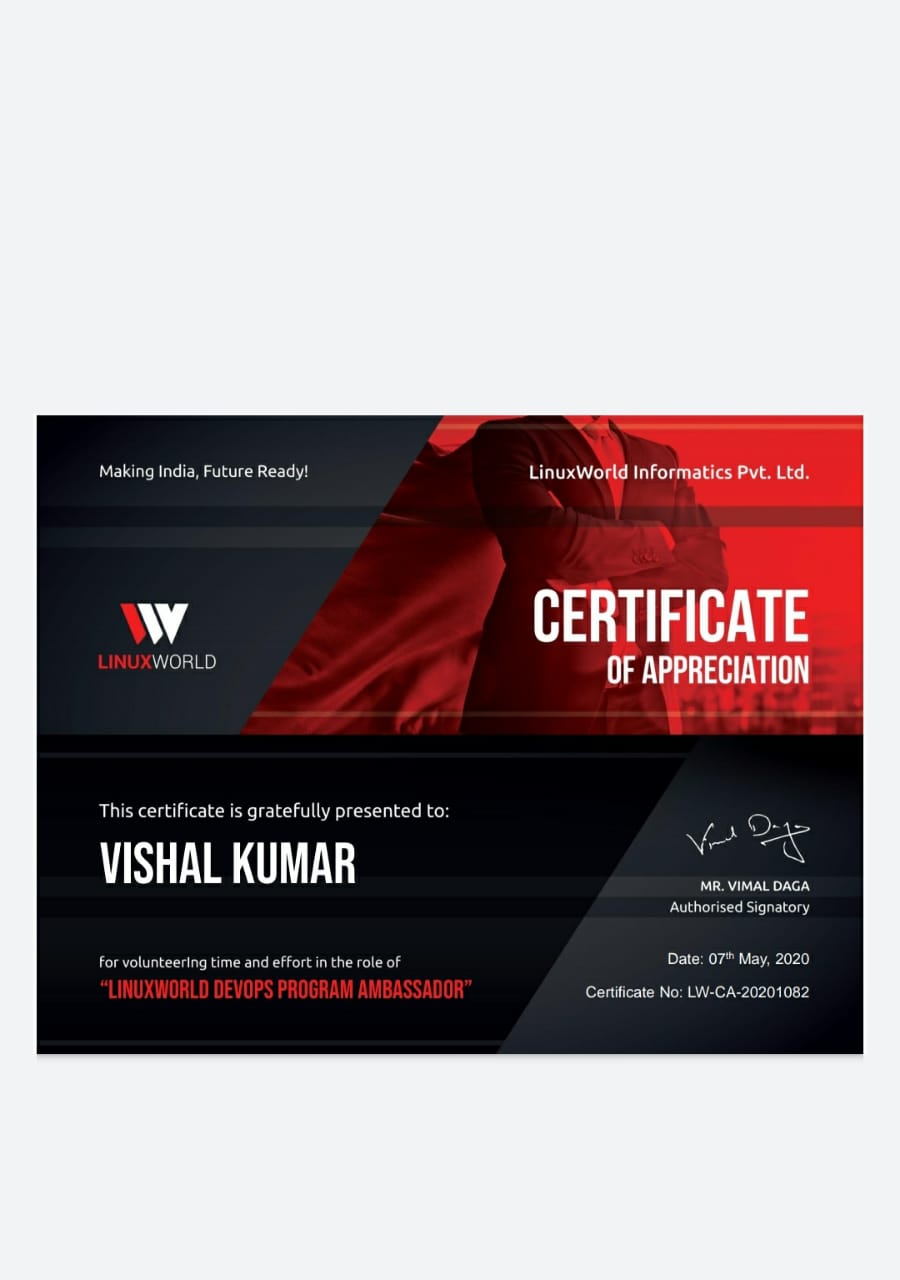 Making India, Future Ready!
LinuxWorld Informatics Pvt. Ltd.
LINUXWORLD
CERTIFICATE
OF APPRECIATION
This certificate is gratefully presented to:
VISHAL KUMAR
Vimal Daga
MR. VIMAL DAGA
Authorised Signatory
for volunteerIng time and effort in the role of
“LINUXWORLD DEVOPS PROGRAM AMBASSADOR”
Date: 07th May, 2020
Certificate No: LW-CA-20201082